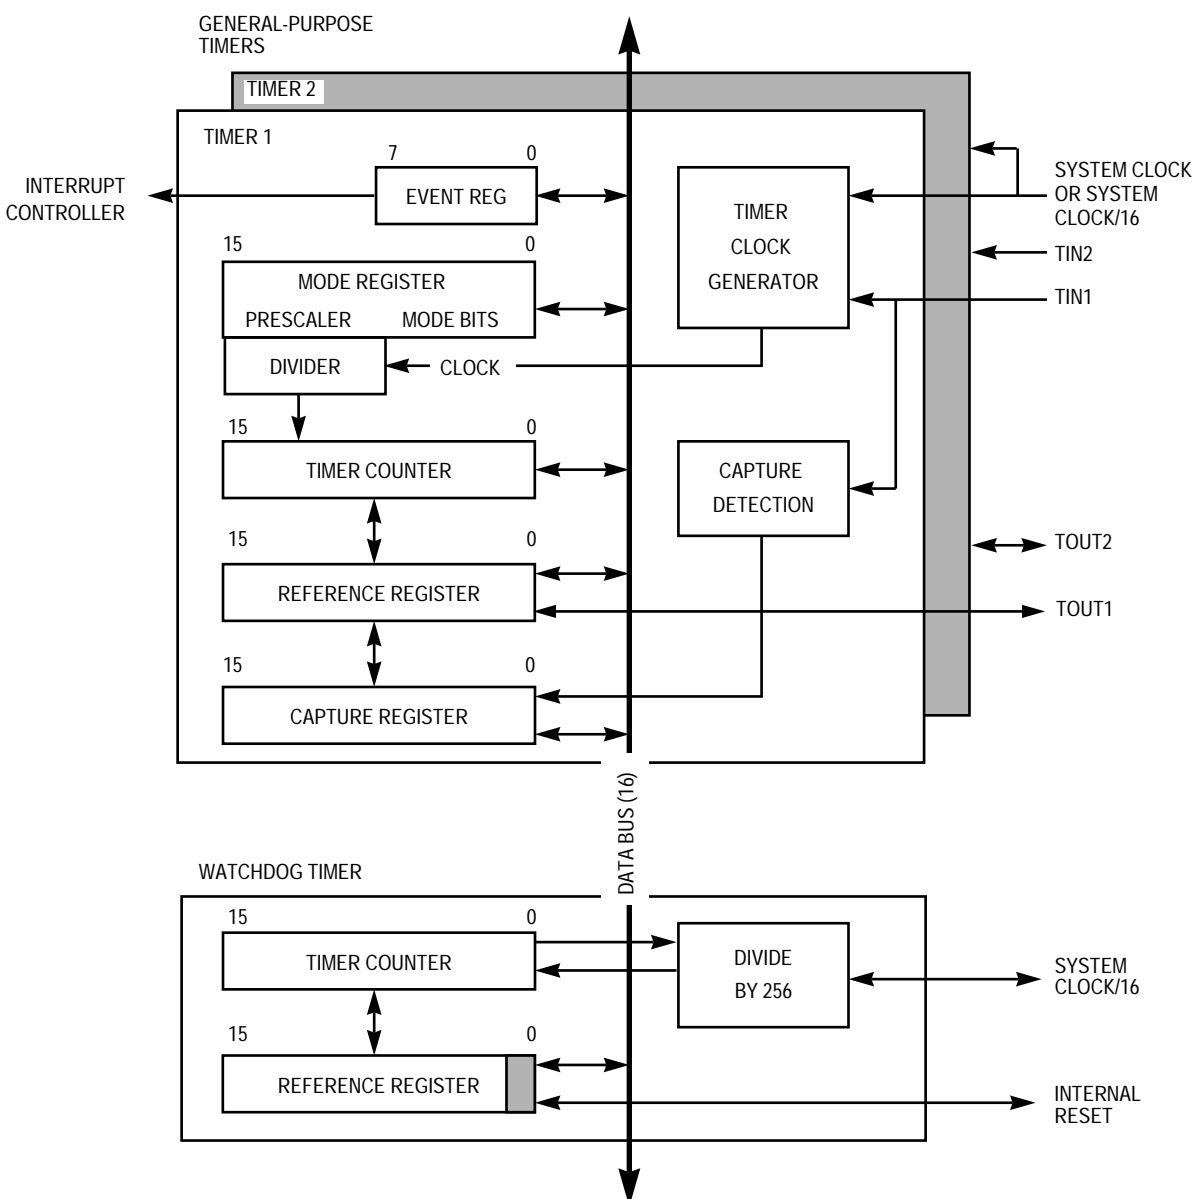 GENERAL-PURPOSE
TIMERS
TIMER 2
TIMER 1
7 0
EVENT REG
INTERRUPT
CONTROLLER
15 0
MODE REGISTER
PRESCALER MODE BITS
DIVIDER
CLOCK
TIMER
CLOCK
GENERATOR
SYSTEM CLOCK
OR SYSTEM
CLOCK/16
TIN2
TIN1
15 0
TIMER COUNTER
CAPTURE
DETECTION
15 0
REFERENCE REGISTER
TOUT2
TOUT1
15 0
CAPTURE REGISTER
DATA BUS (16)
WATCHDOG TIMER
15 0
TIMER COUNTER
DIVIDE
BY 256
SYSTEM
CLOCK/16
15 0
REFERENCE REGISTER
INTERNAL
RESET